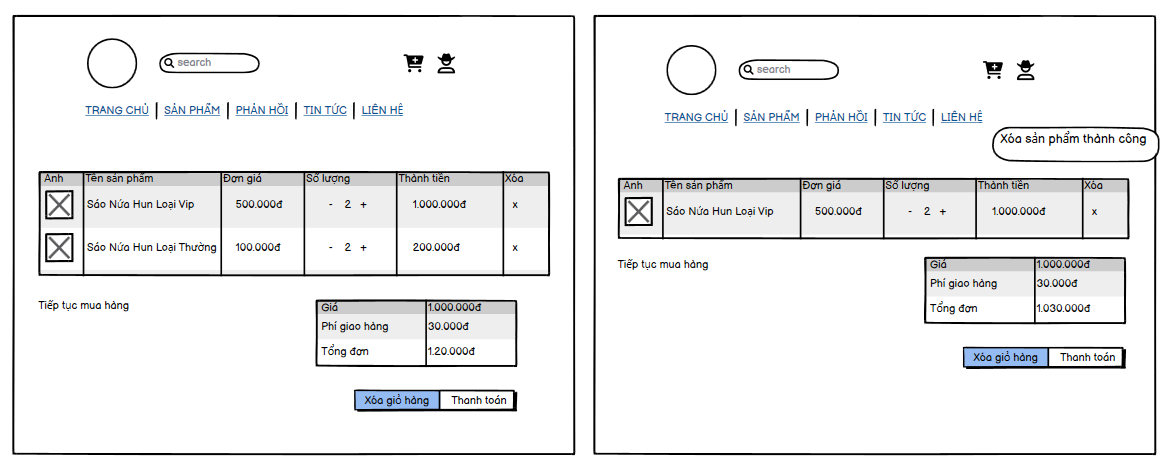 search
TRANG CHỦ SẢN PHẨM PHẢN HỒI TIN TỨC LIÊN HỆ
Anh Tên sản phẩm Đơn giá Số lượng Thành tiền Xóa
Sáo Nứa Hun Loại Vip 500.000đ - 2 + 1.000.000đ x
Sáo Nứa Hun Loại Thường 100.000đ - 2 + 200.000đ x
Tiếp tục mua hàng
Giá 1.000.000đ
Phí giao hàng 30.000đ
Tổng đơn 1.20.000đ
Xóa giỏ hàng Thanh toán
search
TRANG CHỦ SẢN PHẨM PHẢN HỒI TIN TỨC LIÊN HỆ
Xóa sản phẩm thành công
Anh Tên sản phẩm Đơn giá Số lượng Thành tiền Xóa
Sáo Nứa Hun Loại Vip 500.000đ - 2 + 1.000.000đ x
Tiếp tục mua hàng
Giá 1.000.000đ
Phí giao hàng 30.000đ
Tổng đơn 1.030.000đ
Xóa giỏ hàng Thanh toán